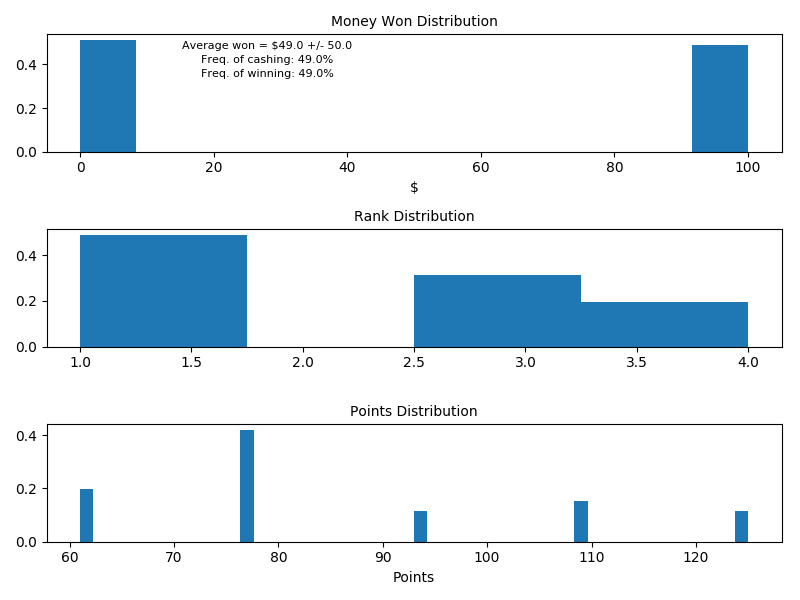 Money Won Distribution
Average won = $49.0 +/- 50.0
Freq. of cashing: 49.0%
Freq. of winning: 49.0%
0.4
0.2
0.0
0 20 40 60 80 100
$
Rank Distribution
0.4
0.2
0.0
1.0 1.5 2.0 2.5 3.0 3.5 4.0
Points Distribution
0.4
0.2
0.0
60 70 80 90 100 110 120
Points